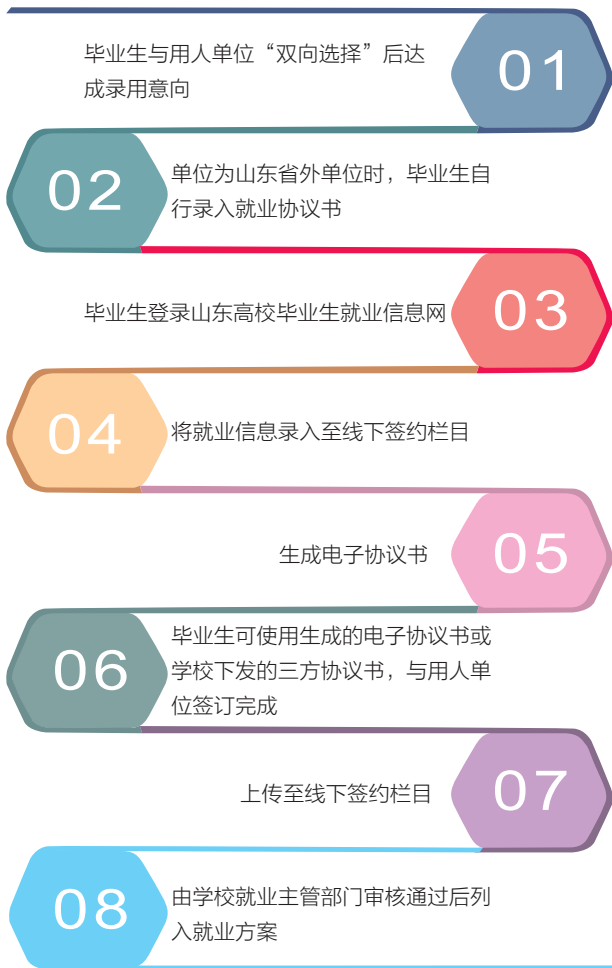 毕业生与用人单位“双向选择”后达
成录用意向
01
02
单位为山东省外单位时，毕业生自
行录入就业协议书
毕业生登录山东高校毕业生就业信息网
03
04
将就业信息录入至线下签约栏目
生成电子协议书
05
06
毕业生可使用生成的电子协议书或
学校下发的三方协议书，与用人单
位签订完成
上传至线下签约栏目
07
08
由学校就业主管部门审核通过后列
入就业方案